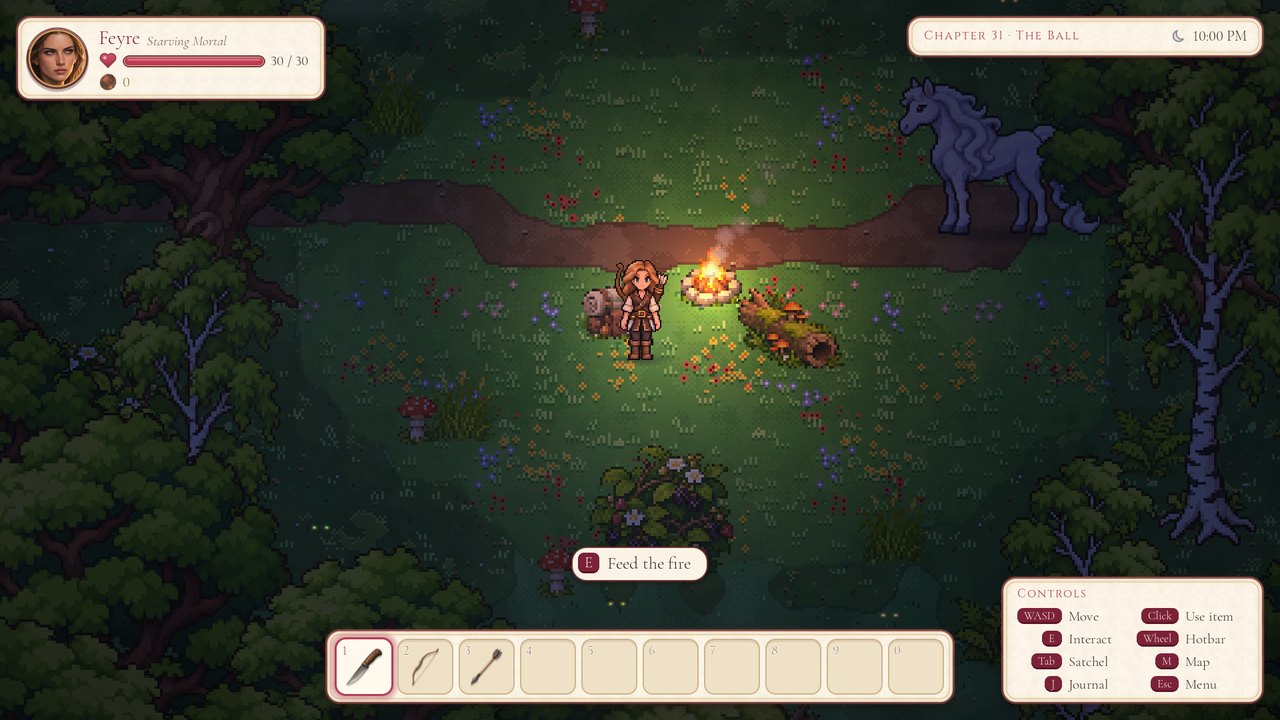 Feyre Starving Mortal
30 / 30
0
Chapter 31 · The Ball
10:00 PM
E Feed the fire
1 2 3 4 5 6 7 8 9 0
Controls
WASD Move Click Use item
E Interact Wheel Hotbar
Tab Satchel M Map
J Journal Esc Menu